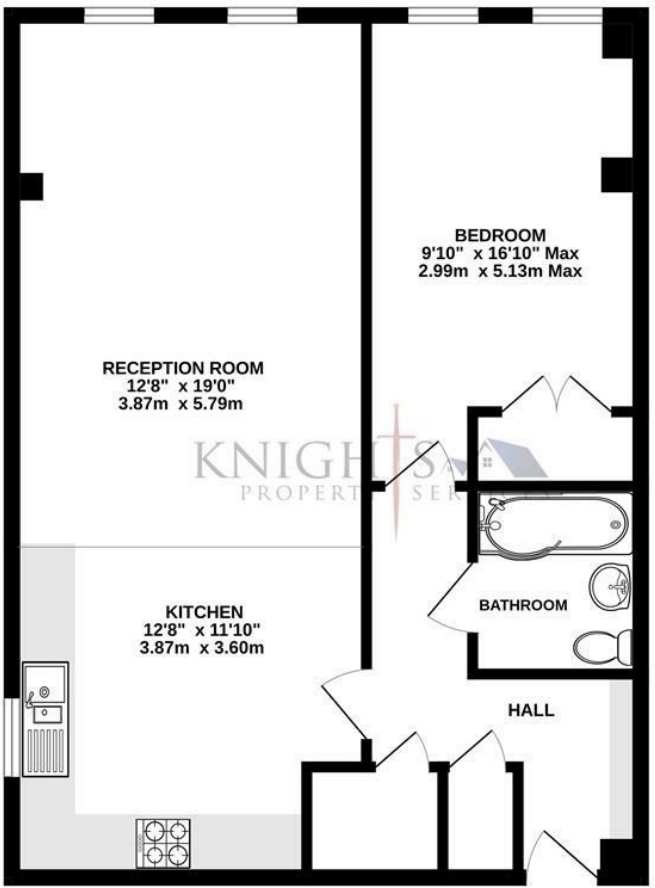 BEDROOM
9'10" x 16'10" Max
2.99m x 5.13m Max
RECEPTION ROOM
12'8" x 19'0"
3.87m x 5.79m
KNIGHTS
PROPERTY SER
KITCHEN
12'8" x 11'10"
3.87m x 3.60m
BATHROOM
HALL